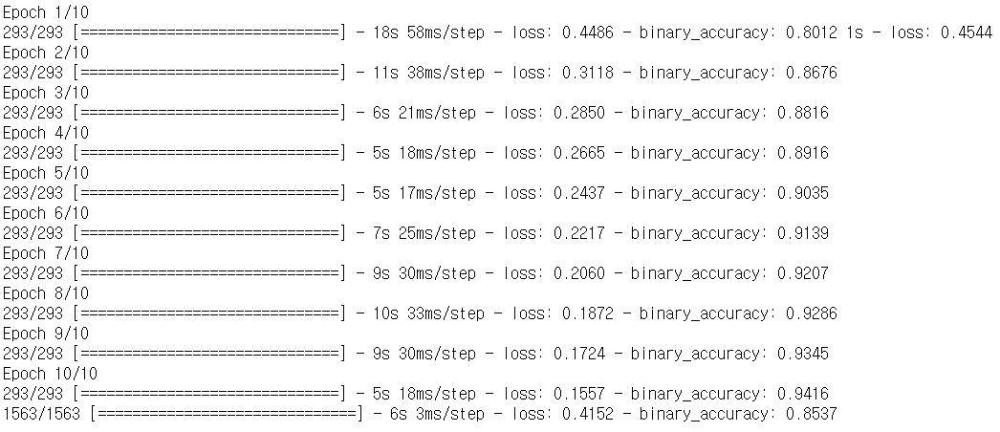 Epoch 1/10
293/293 [==============================] - 18s 58ms/step - loss: 0.4486 - binary_accuracy: 0.8012 1s - loss: 0.4544
Epoch 2/10
293/293 [==============================] - 11s 38ms/step - loss: 0.3118 - binary_accuracy: 0.8676
Epoch 3/10
293/293 [==============================] - 6s 21ms/step - loss: 0.2850 - binary_accuracy: 0.8816
Epoch 4/10
293/293 [==============================] - 5s 18ms/step - loss: 0.2665 - binary_accuracy: 0.8916
Epoch 5/10
293/293 [==============================] - 5s 17ms/step - loss: 0.2437 - binary_accuracy: 0.9035
Epoch 6/10
293/293 [==============================] - 7s 25ms/step - loss: 0.2217 - binary_accuracy: 0.9139
Epoch 7/10
293/293 [==============================] - 9s 30ms/step - loss: 0.2060 - binary_accuracy: 0.9207
Epoch 8/10
293/293 [==============================] - 10s 33ms/step - loss: 0.1872 - binary_accuracy: 0.9286
Epoch 9/10
293/293 [==============================] - 9s 30ms/step - loss: 0.1724 - binary_accuracy: 0.9345
Epoch 10/10
293/293 [==============================] - 5s 18ms/step - loss: 0.1557 - binary_accuracy: 0.9416
1563/1563 [==============================] - 6s 3ms/step - loss: 0.4152 - binary_accuracy: 0.8537